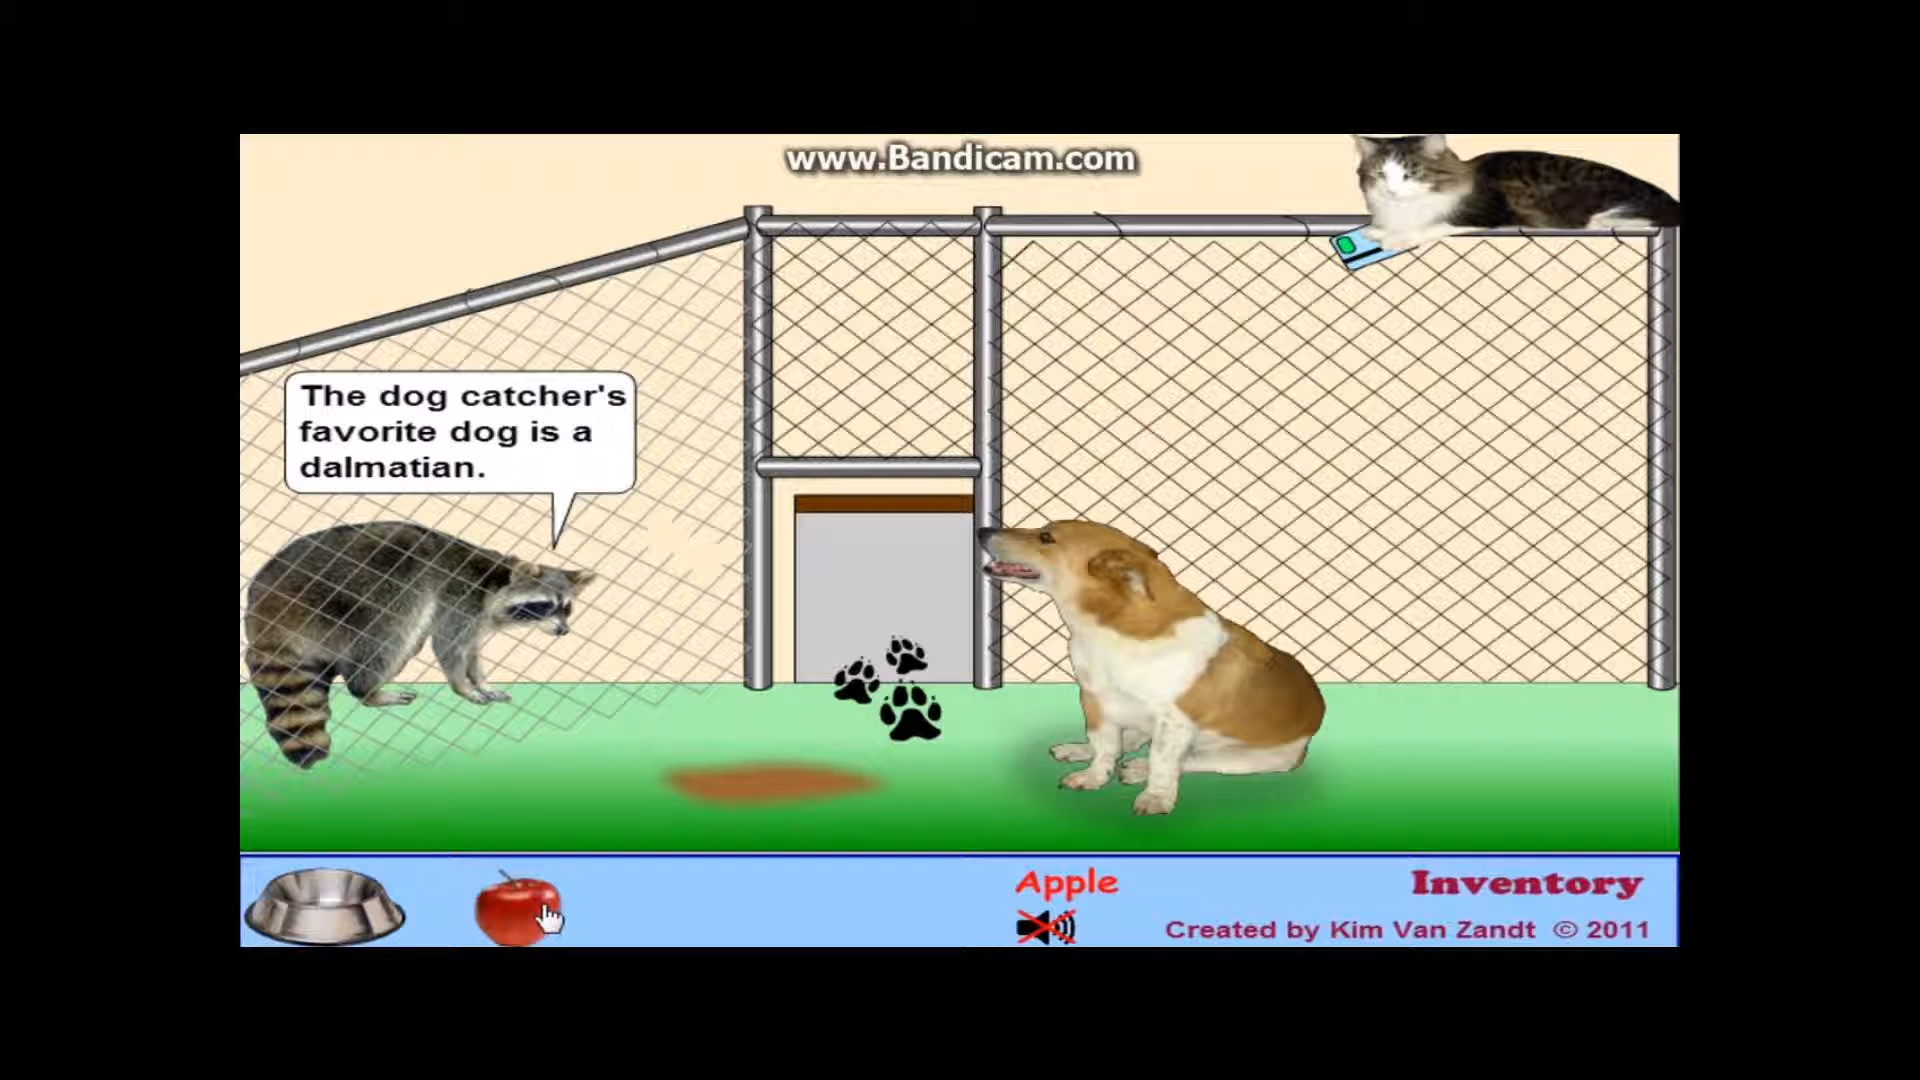 www.Bandicam.com
The dog catcher's
favorite dog is a
dalmatian.
Apple
Inventory
Created by Kim Van Zandt © 2011